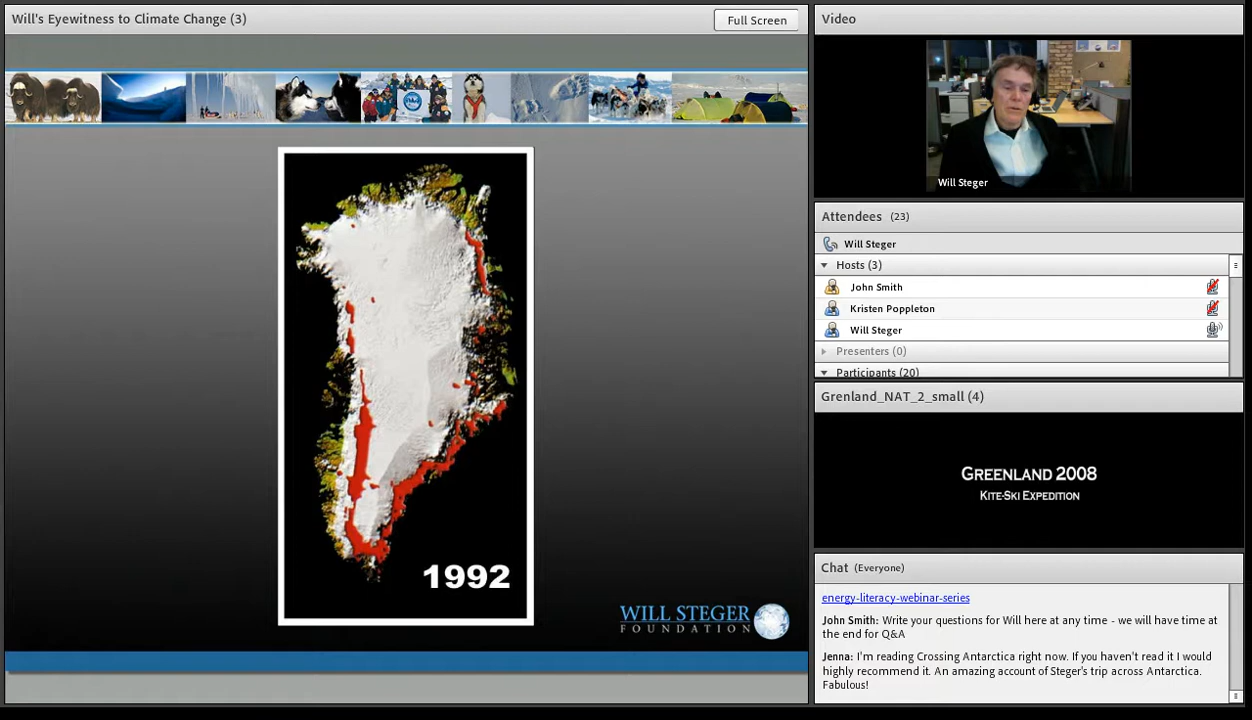 Will's Eyewitness to Climate Change (3)
Full Screen
1992
WILL STEGER
FOUNDATION
Video
Will Steger
Attendees (23)
Will Steger
Hosts (3)
John Smith
Kristen Poppleton
Will Steger
Presenters (0)
Participants (20)
Grenland_NAT_2_small (4)
GREENLAND 2008
KITE-SKI EXPEDITION
Chat (Everyone)
energy-literacy-webinar-series
John Smith: Write your questions for Will here at any time - we will have time at
the end for Q&A
Jenna: I'm reading Crossing Antarctica right now. If you haven't read it I would
highly recommend it. An amazing account of Steger's trip across Antarctica.
Fabulous!